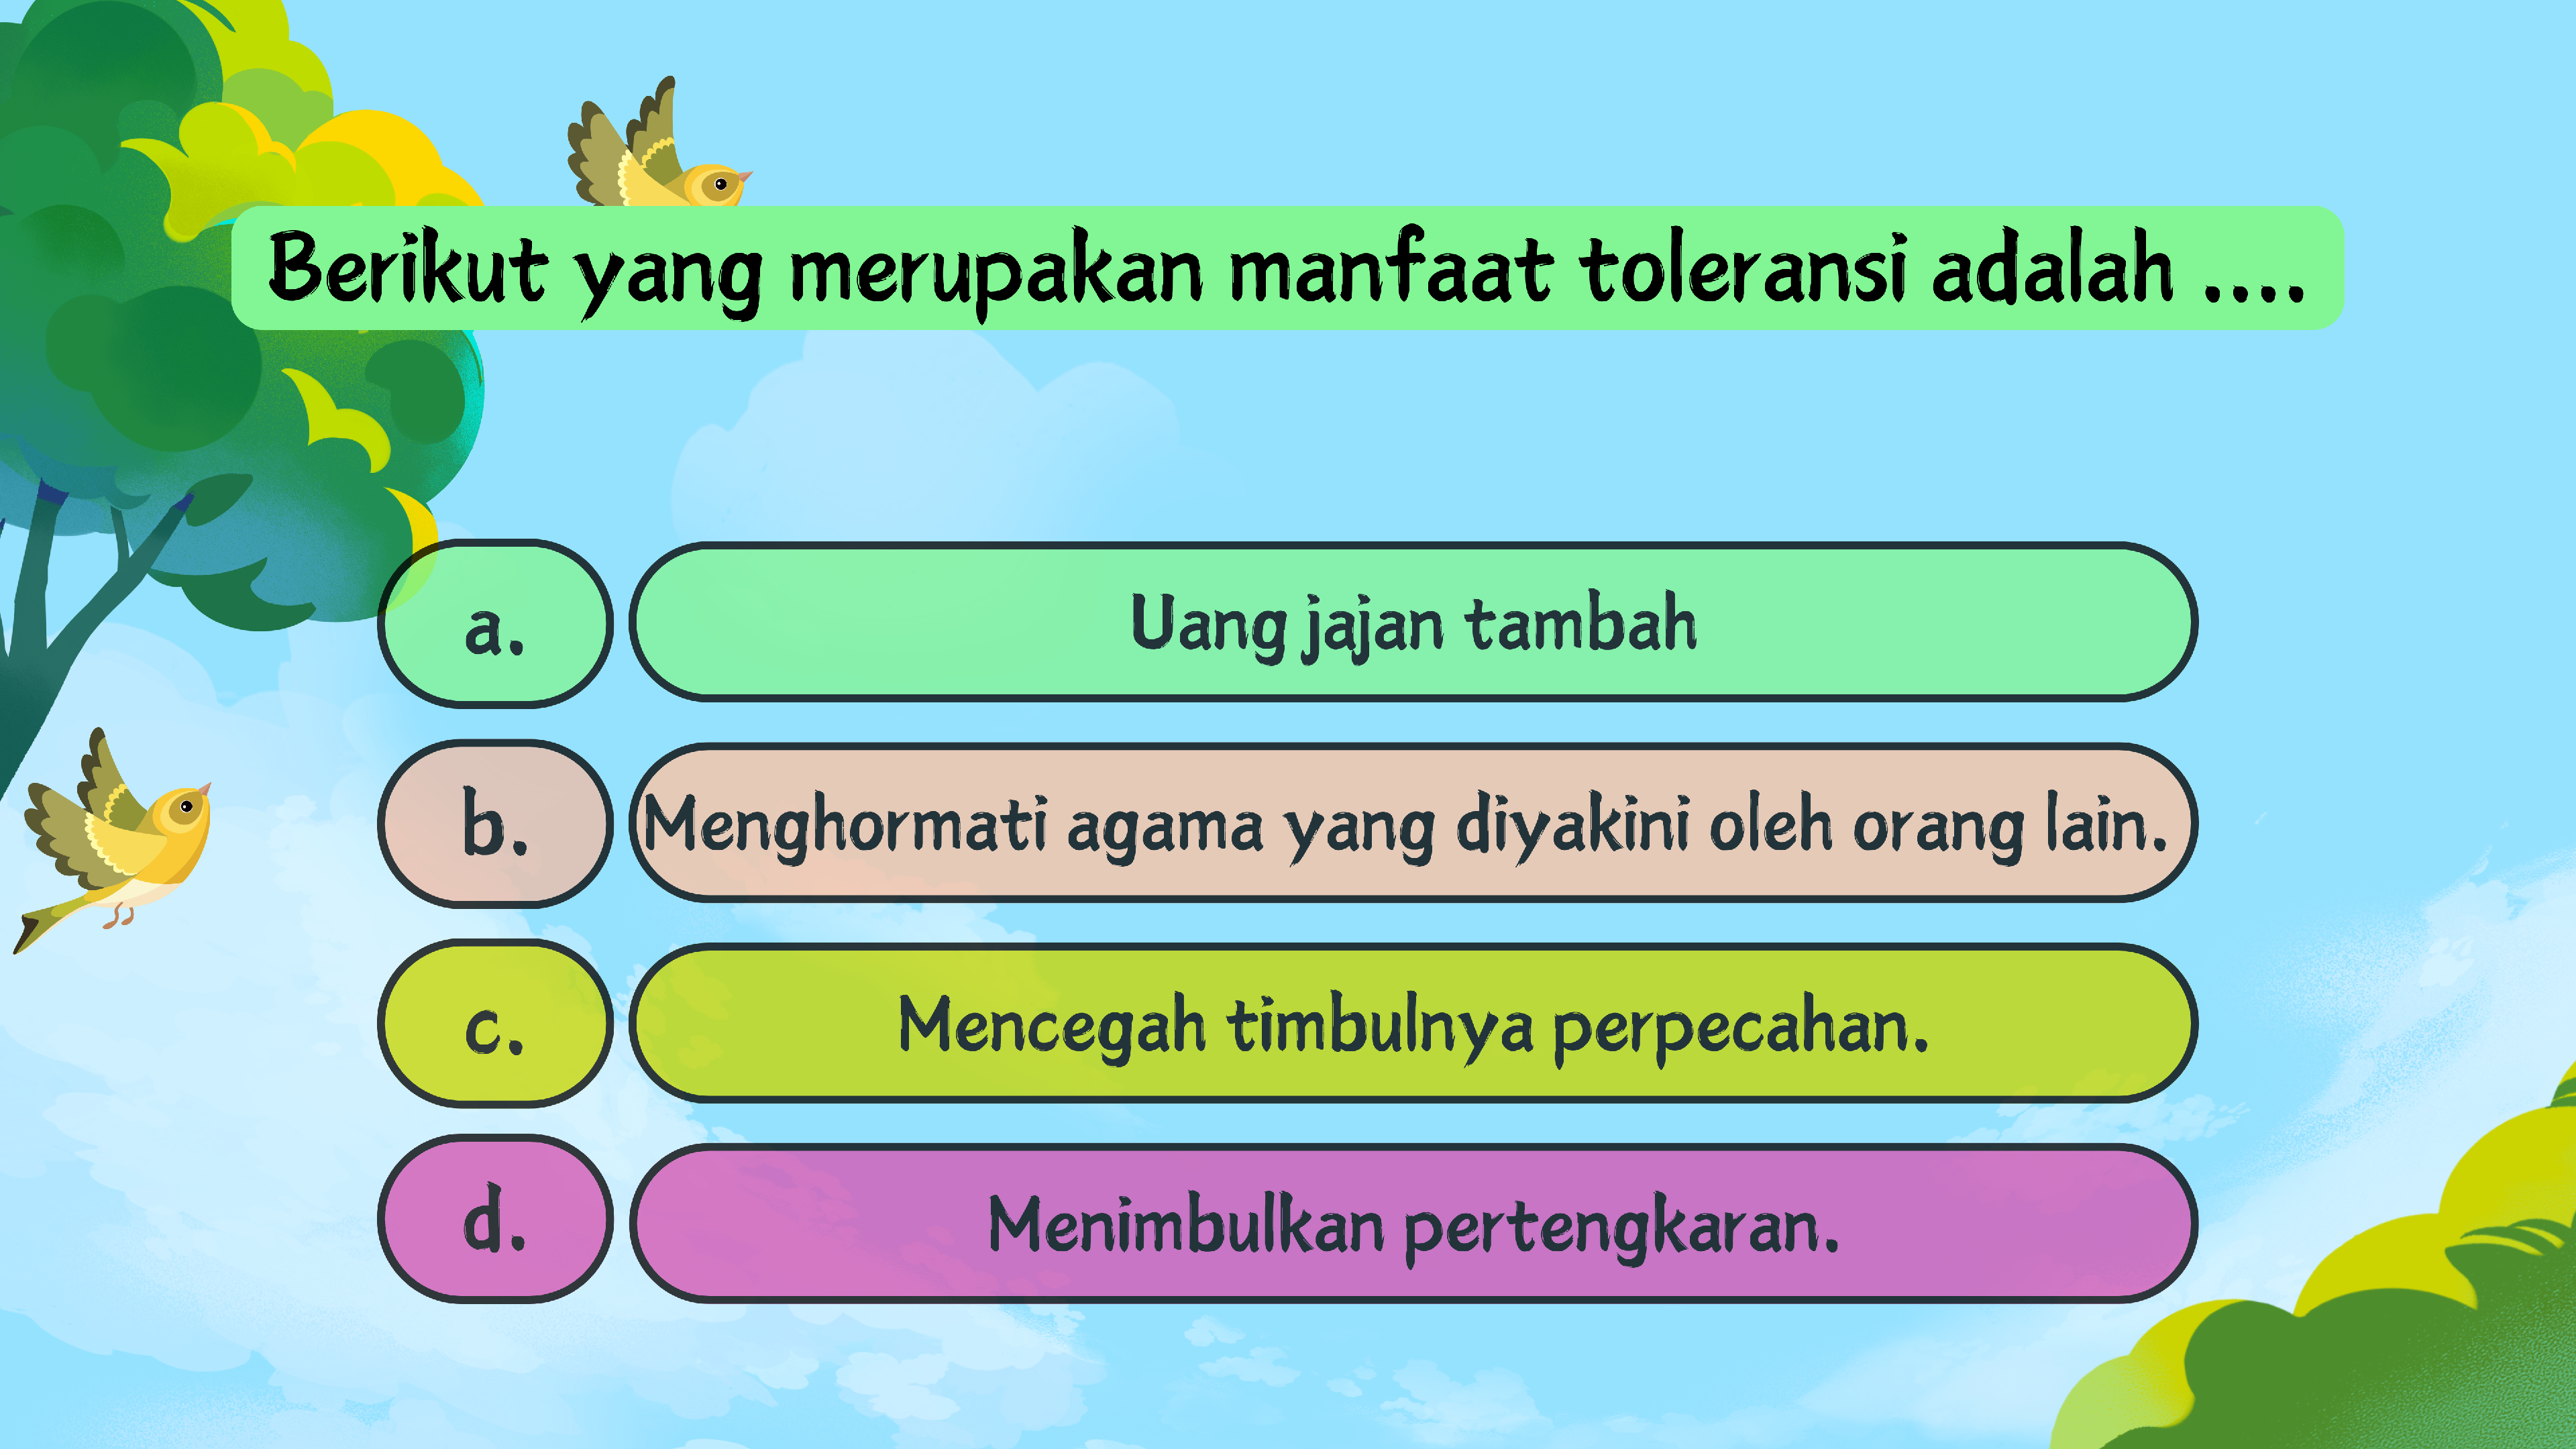 Berikut yang merupakan manfaat toleransi adalah ....
a. Uang jajan tambah
b. Menghormati agama yang diyakini oleh orang lain.
c. Mencegah timbulnya perpecahan.
d. Menimbulkan pertengkaran.